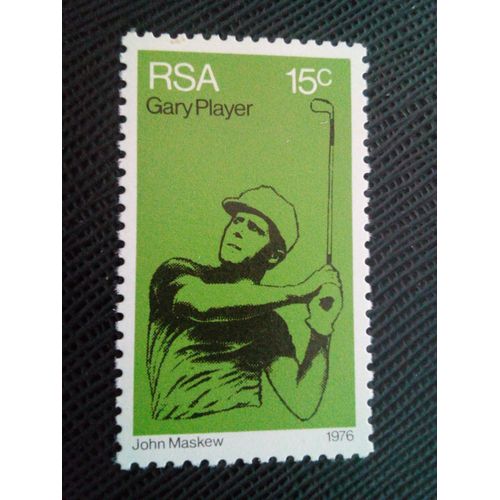 RSA 15c
Gary Player
John Maskew 1976